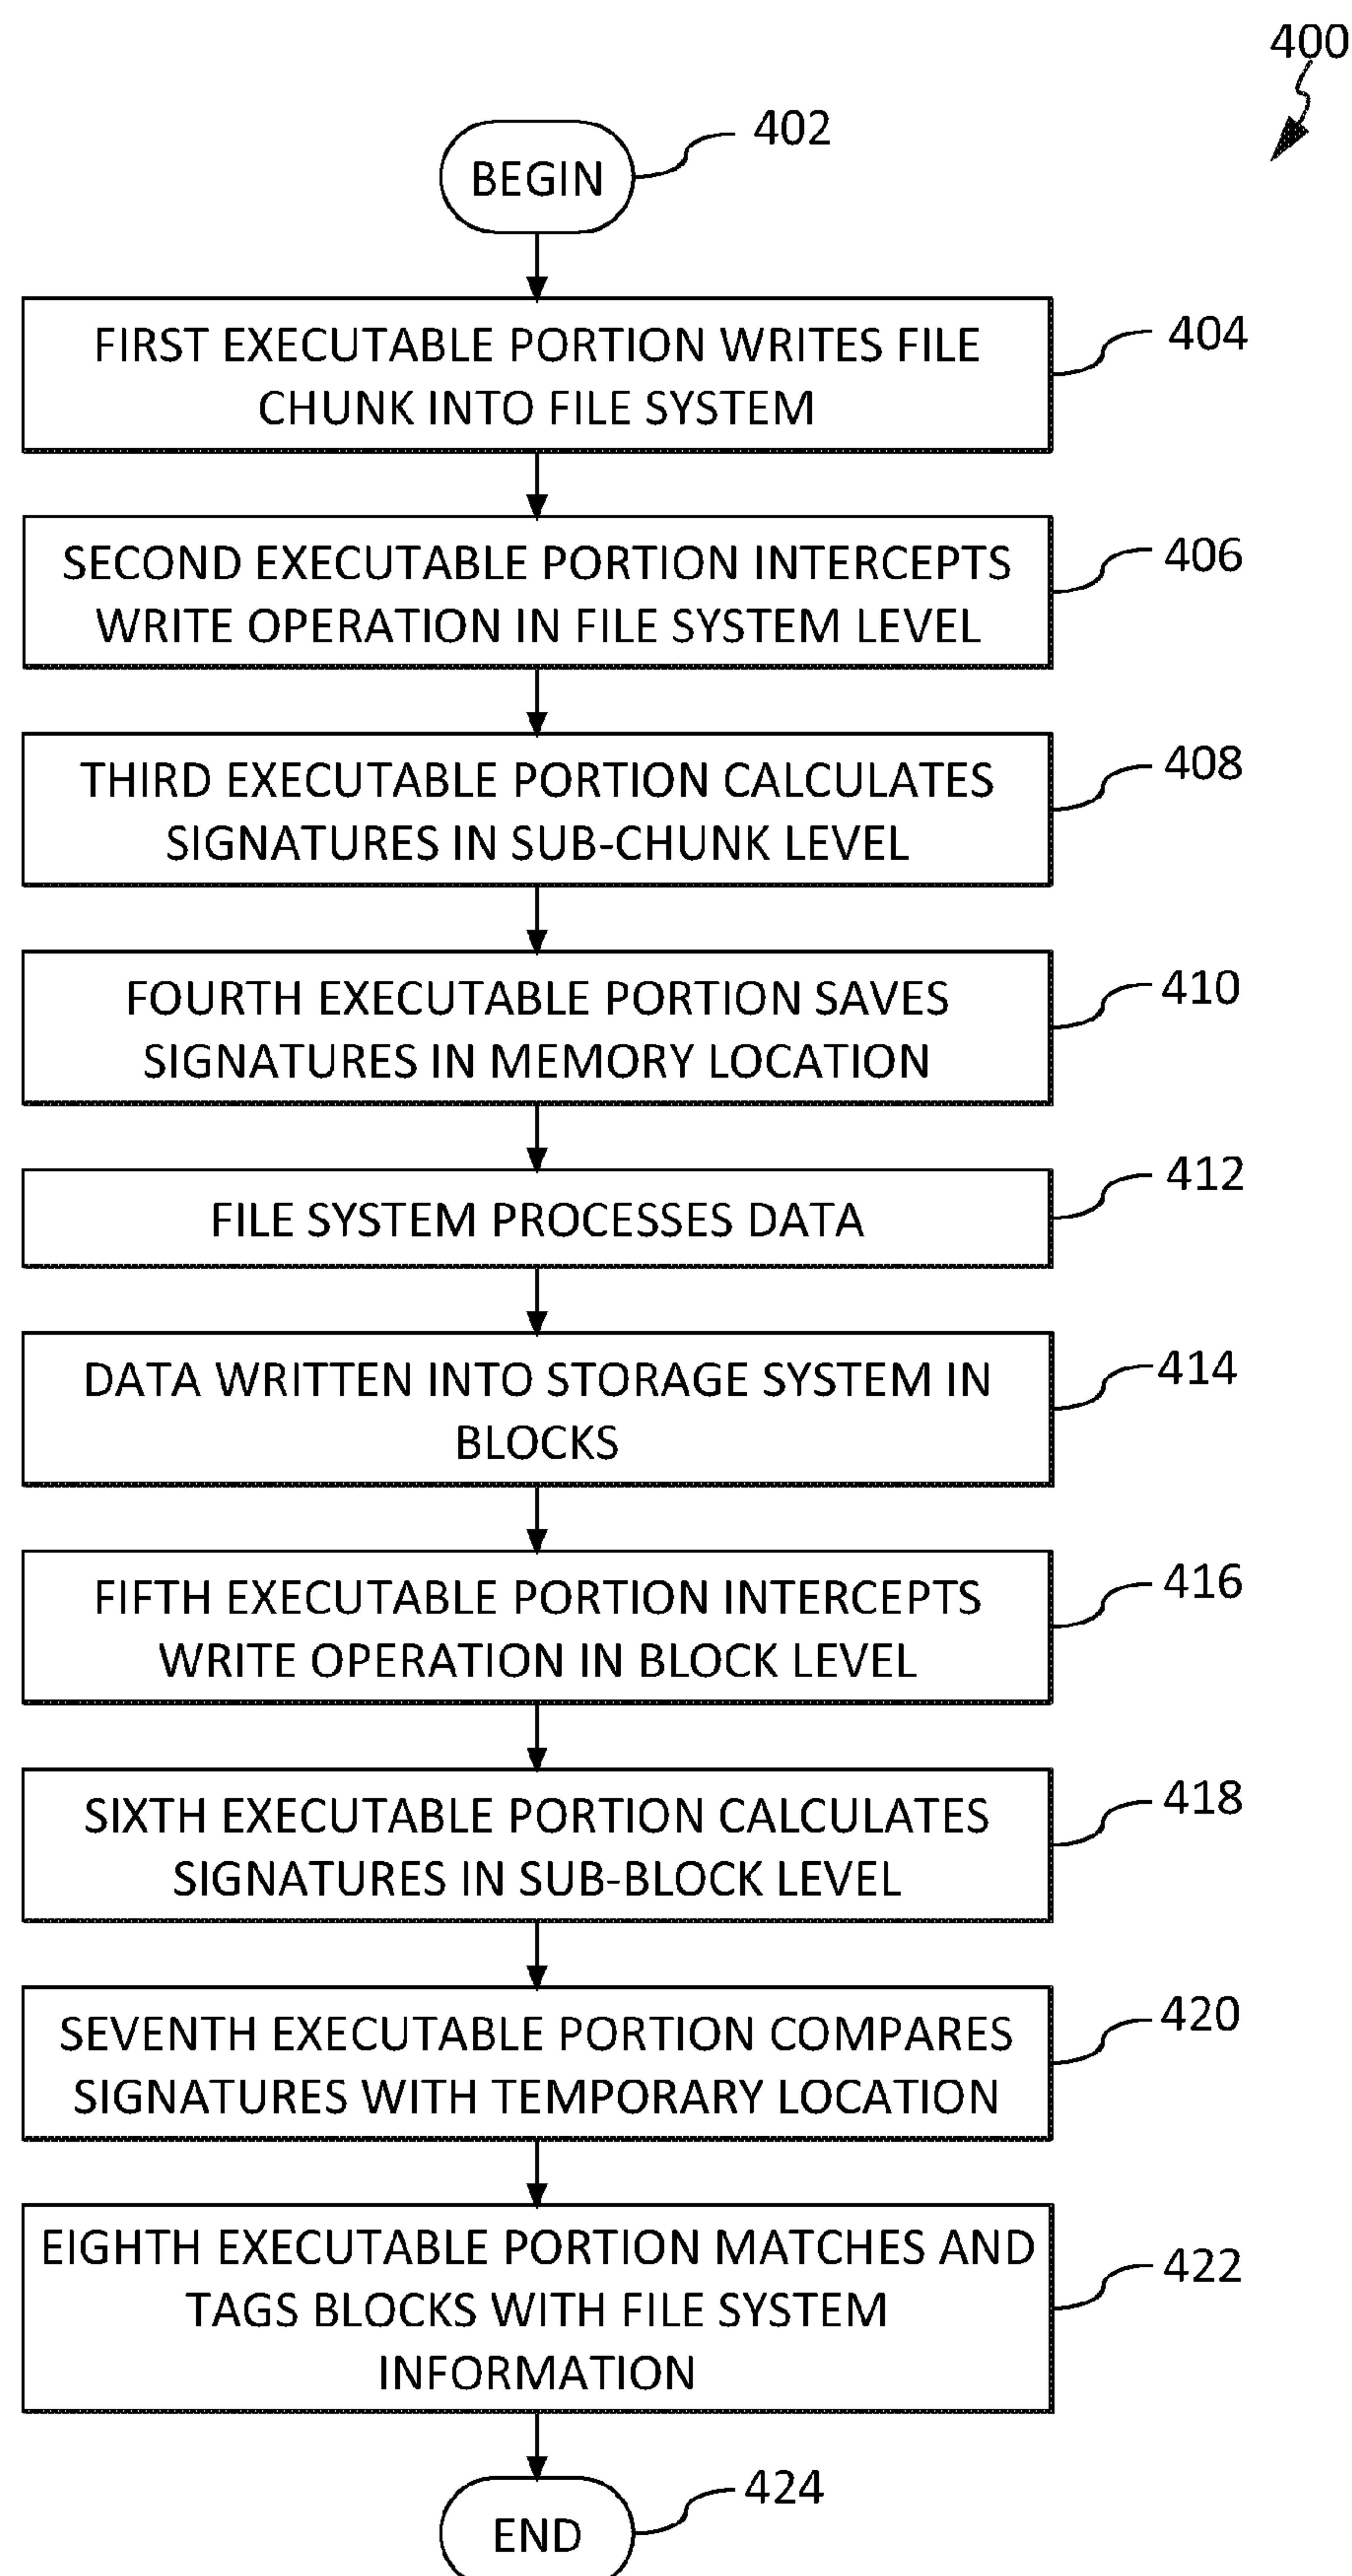 400
402
BEGIN
404
FIRST EXECUTABLE PORTION WRITES FILE
CHUNK INTO FILE SYSTEM
406
SECOND EXECUTABLE PORTION INTERCEPTS
WRITE OPERATION IN FILE SYSTEM LEVEL
408
THIRD EXECUTABLE PORTION CALCULATES
SIGNATURES IN SUB-CHUNK LEVEL
410
FOURTH EXECUTABLE PORTION SAVES
SIGNATURES IN MEMORY LOCATION
412
FILE SYSTEM PROCESSES DATA
414
DATA WRITTEN INTO STORAGE SYSTEM IN
BLOCKS
416
FIFTH EXECUTABLE PORTION INTERCEPTS
WRITE OPERATION IN BLOCK LEVEL
418
SIXTH EXECUTABLE PORTION CALCULATES
SIGNATURES IN SUB-BLOCK LEVEL
420
SEVENTH EXECUTABLE PORTION COMPARES
SIGNATURES WITH TEMPORARY LOCATION
422
EIGHTH EXECUTABLE PORTION MATCHES AND
TAGS BLOCKS WITH FILE SYSTEM
INFORMATION
424
END